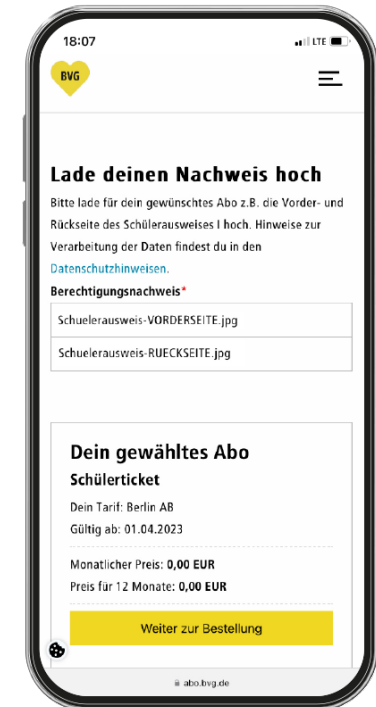 18:07
LTE
BVG
Lade deinen Nachweis hoch
Bitte lade für dein gewünschtes Abo z.B. die Vorder- und
Rückseite des Schülerausweises I hoch. Hinweise zur
Verarbeitung der Daten findest du in den
Datenschutzhinweisen.
Berechtigungsnachweis*
Schuelerausweis-VORDERSEITE.jpg
Schuelerausweis-RUECKSEITE.jpg
Dein gewähltes Abo
Schülerticket
Dein Tarif: Berlin AB
Gültig ab: 01.04.2023
Monatlicher Preis: 0,00 EUR
Preis für 12 Monate: 0,00 EUR
Weiter zur Bestellung
abo.bvg.de